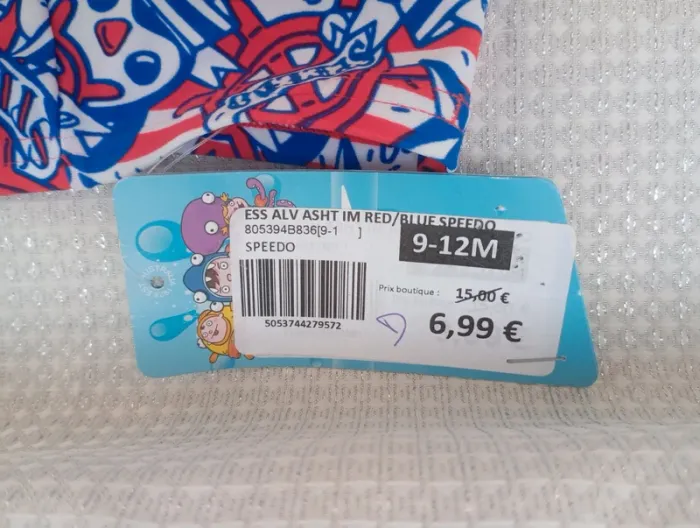 ESS ALV ASHT IM RED/BLUE SPEEDO
805394B836[9-1 ]
9-12M
SPEEDO
Prix boutique : 15,00 €
6,99 €
5053744279572